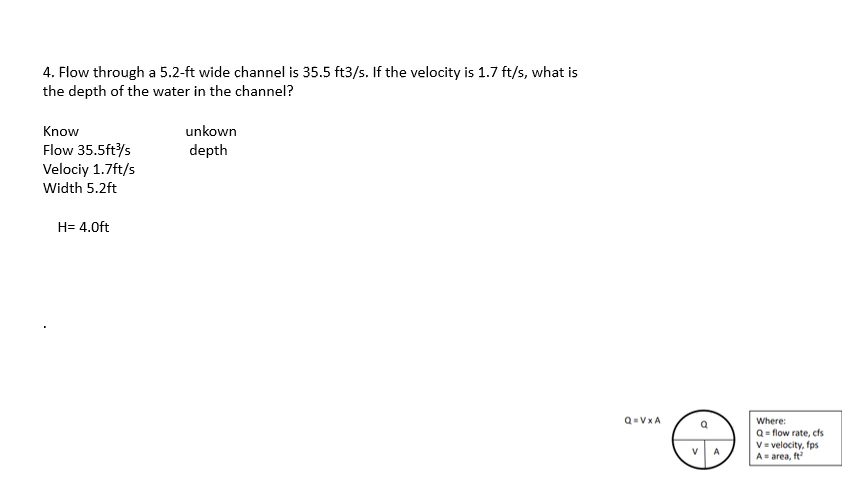 4. Flow through a 5.2-ft wide channel is 35.5 ft3/s. If the velocity is 1.7 ft/s, what is
the depth of the water in the channel?
Know unkown
Flow 35.5ft³/s depth
Velociy 1.7ft/s
Width 5.2ft
H= 4.0ft
.
Q = V x A
Q
V A
Where:
Q = flow rate, cfs
V = velocity, fps
A = area, ft²